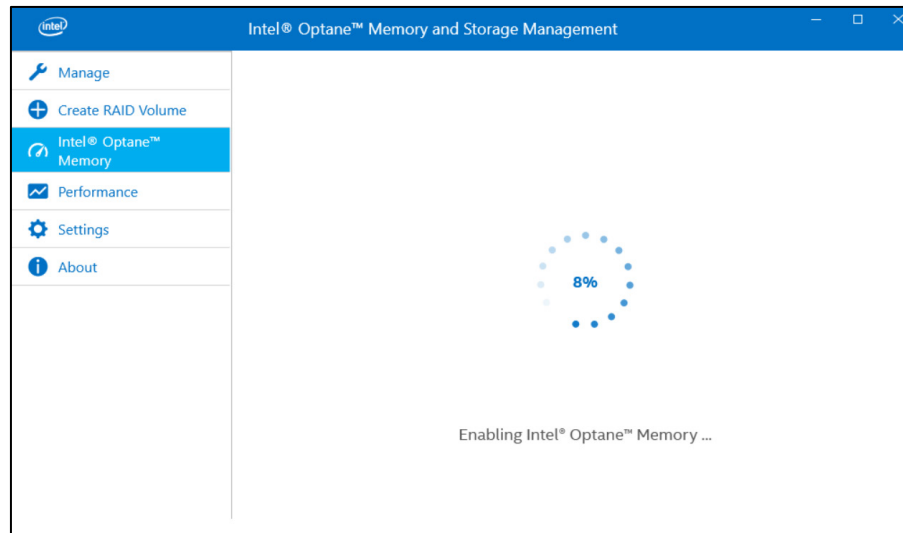 intel
Intel® Optane™ Memory and Storage Management
Manage
Create RAID Volume
Intel® Optane™
Memory
Performance
Settings
About
8%
Enabling Intel® Optane™ Memory ...